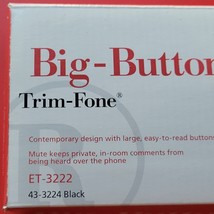 Big-Button
Trim-Fone®
Contemporary design with large, easy-to-read buttons
Mute keeps private, in-room comments from
being heard over the phone
ET-3222
43-3224 Black